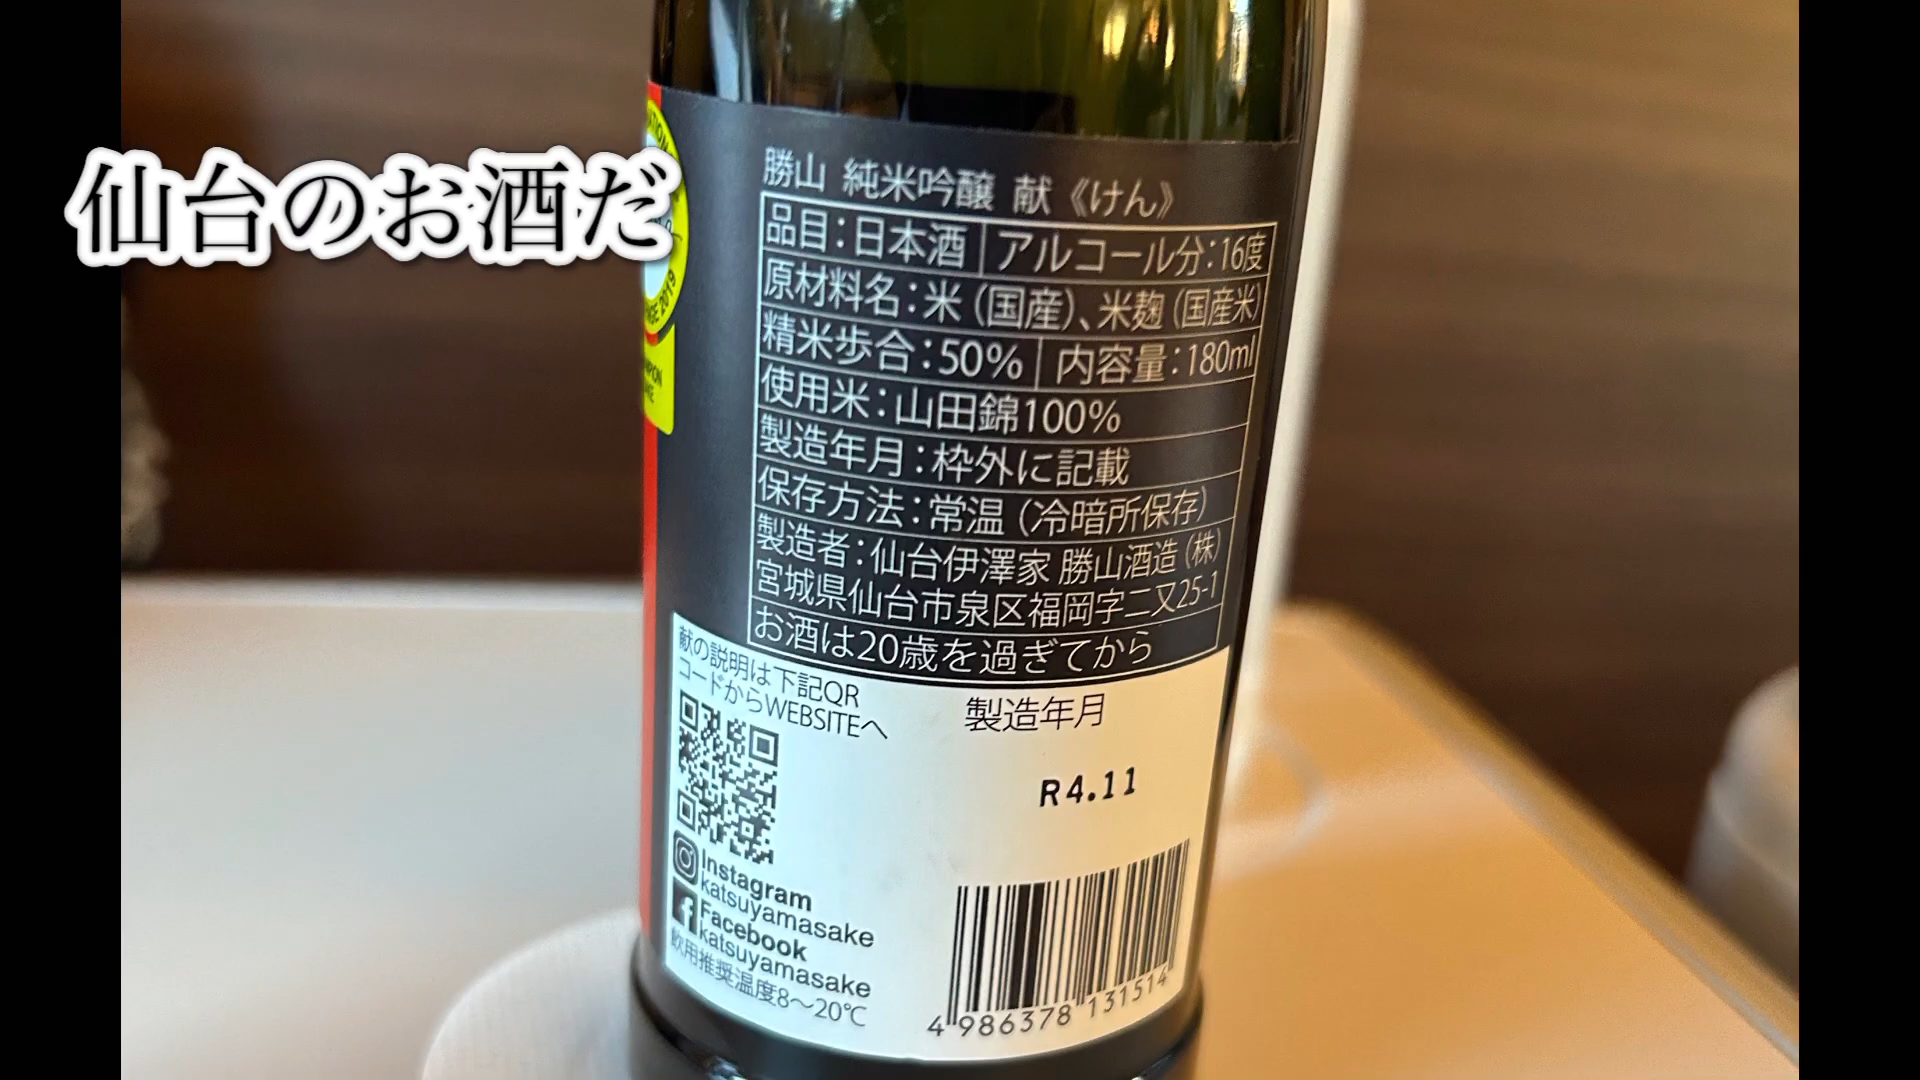 仙台のお酒だ
勝山 純米吟醸 献《けん》
品目：日本酒 アルコール分：16度
原材料名：米（国産）、米麹（国産米）
精米歩合：50% 内容量：180ml
使用米：山田錦100%
製造年月：枠外に記載
保存方法：常温（冷暗所保存）
製造者：仙台伊澤家 勝山酒造（株）
宮城県仙台市泉区福岡字二又25-1
お酒は20歳を過ぎてから
献の説明は下記QR
コードからWEBSITEへ
製造年月
R4.11
Instagram
katsuyamasake
Facebook
katsuyamasake
飲用推奨温度8～20℃
4 986378 131514
2019